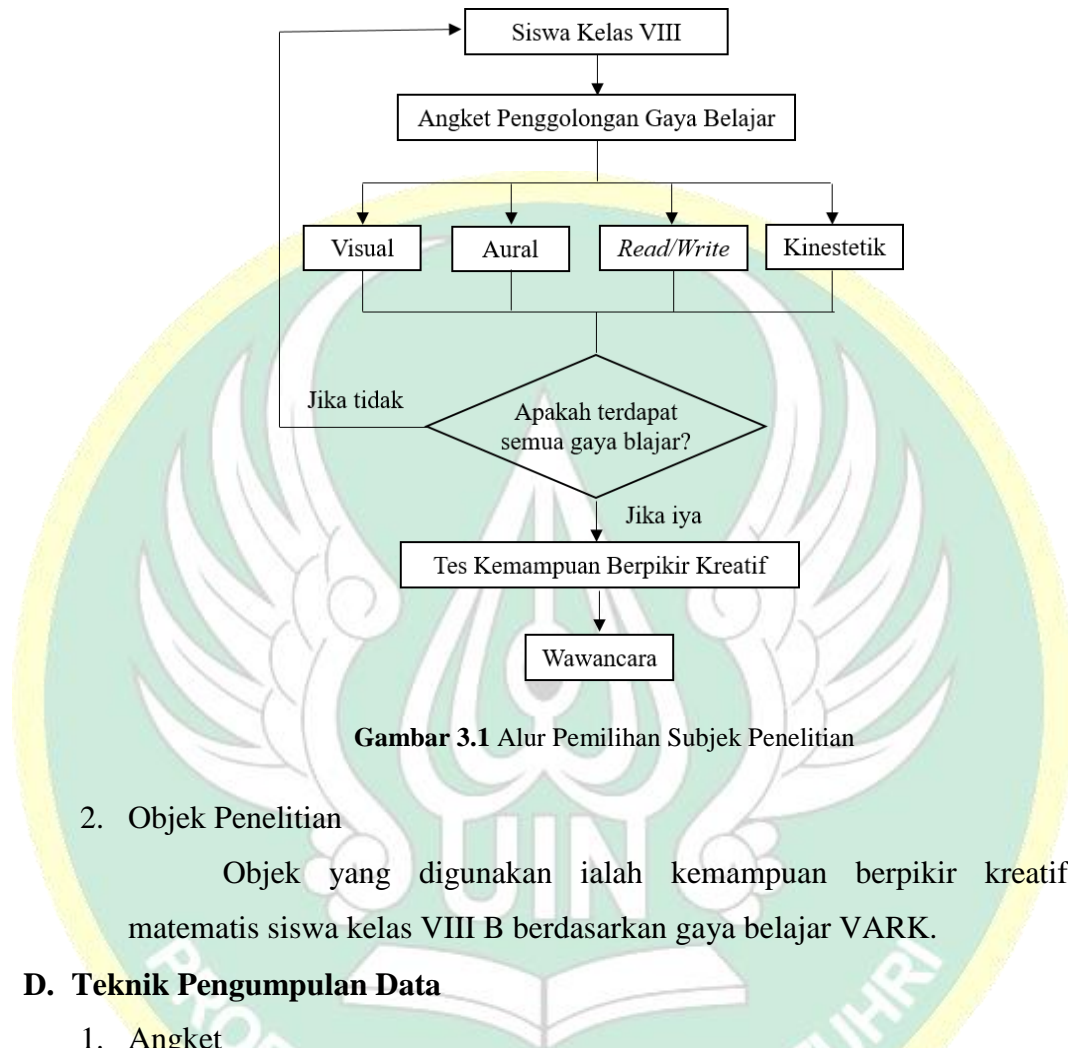 Siswa Kelas VIII
Angket Penggolongan Gaya Belajar
Visual
Aural
Read/Write
Kinestetik
Jika tidak
Apakah terdapat
semua gaya blajar?
Jika iya
Tes Kemampuan Berpikir Kreatif
Wawancara
Gambar 3.1 Alur Pemilihan Subjek Penelitian
2. Objek Penelitian
Objek yang digunakan ialah kemampuan berpikir kreatif
matematis siswa kelas VIII B berdasarkan gaya belajar VARK.
UIN
D. Teknik Pengumpulan Data
1. Angket